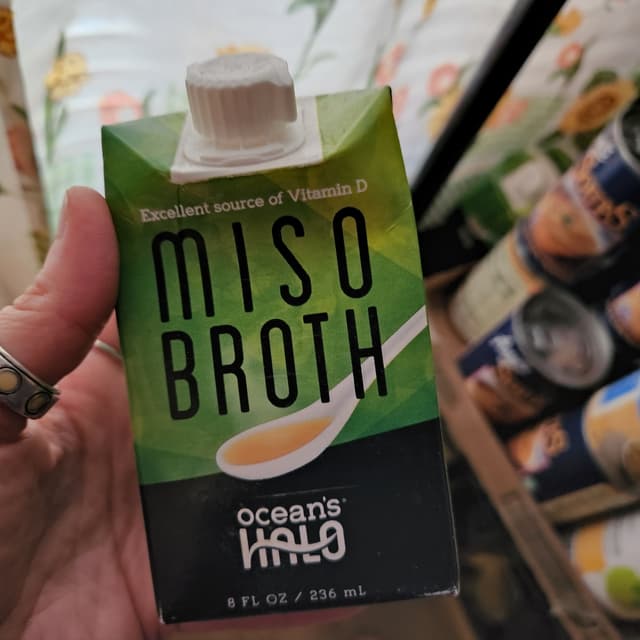 Excellent source of Vitamin D
MISO
BROTH
ocean's
HALO
8 FL OZ / 236 mL